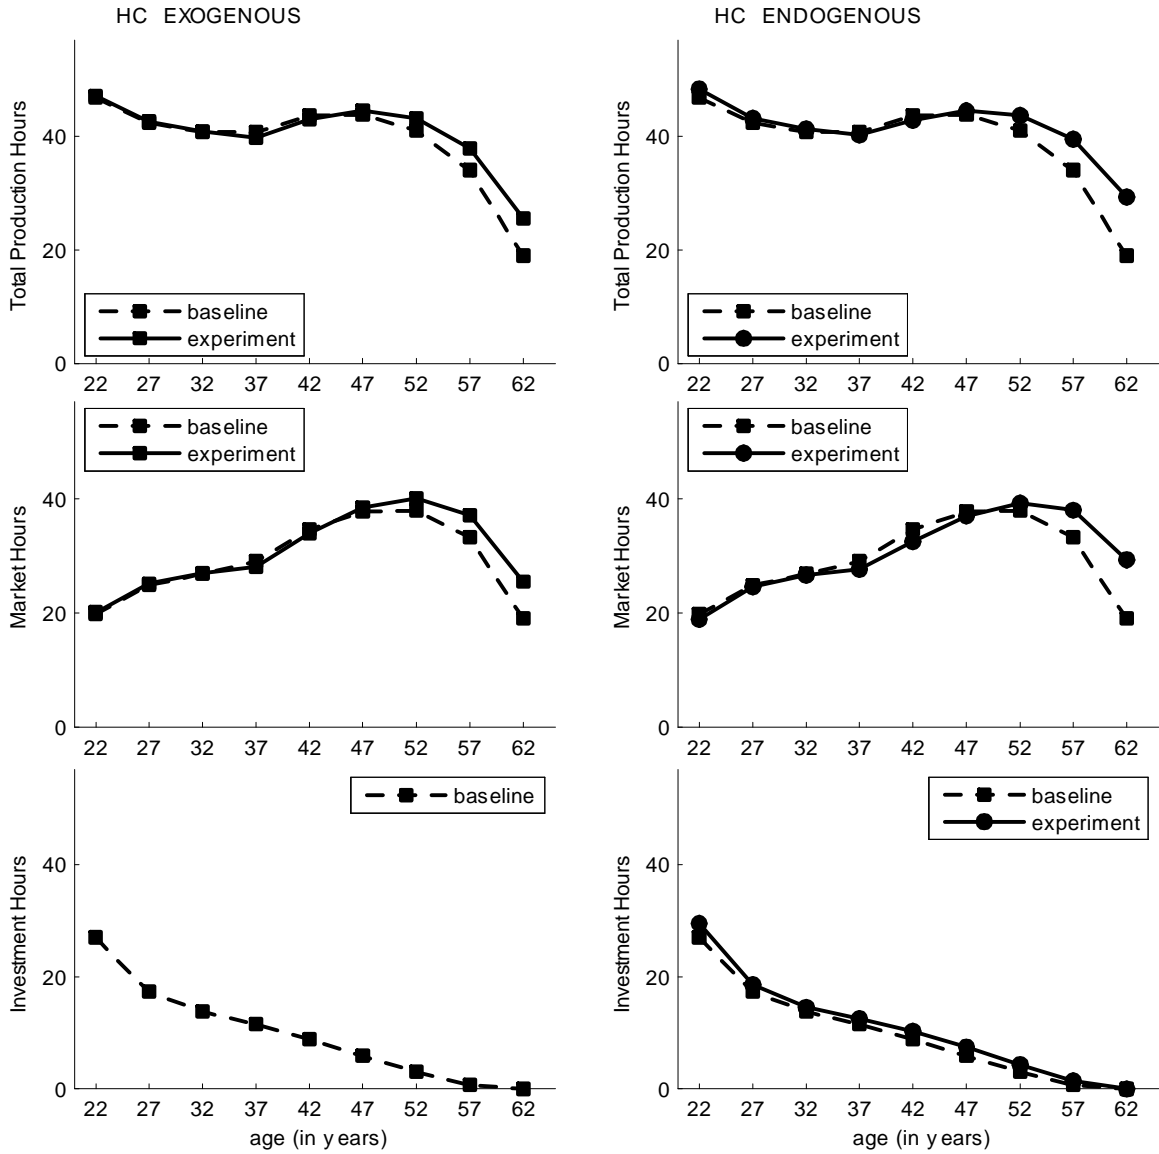 HC EXOGENOUS
HC ENDOGENOUS
Total Production Hours
40
20
0
baseline
experiment
22 27 32 37 42 47 52 57 62
Total Production Hours
40
20
0
baseline
experiment
22 27 32 37 42 47 52 57 62
Market Hours
40
20
0
baseline
experiment
22 27 32 37 42 47 52 57 62
Market Hours
40
20
0
baseline
experiment
22 27 32 37 42 47 52 57 62
Investment Hours
40
20
0
baseline
22 27 32 37 42 47 52 57 62
age (in years)
Investment Hours
40
20
0
baseline
experiment
22 27 32 37 42 47 52 57 62
age (in years)